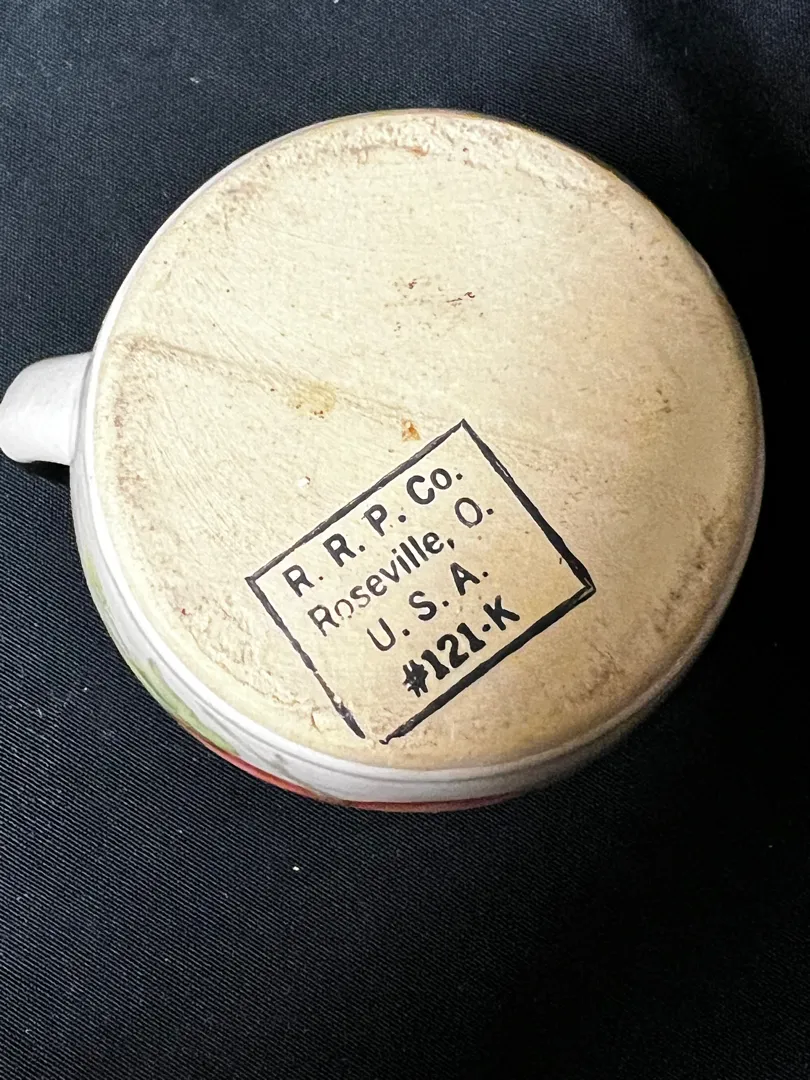 R. R. P. Co.
Roseville, O.
U. S. A.
#121-K